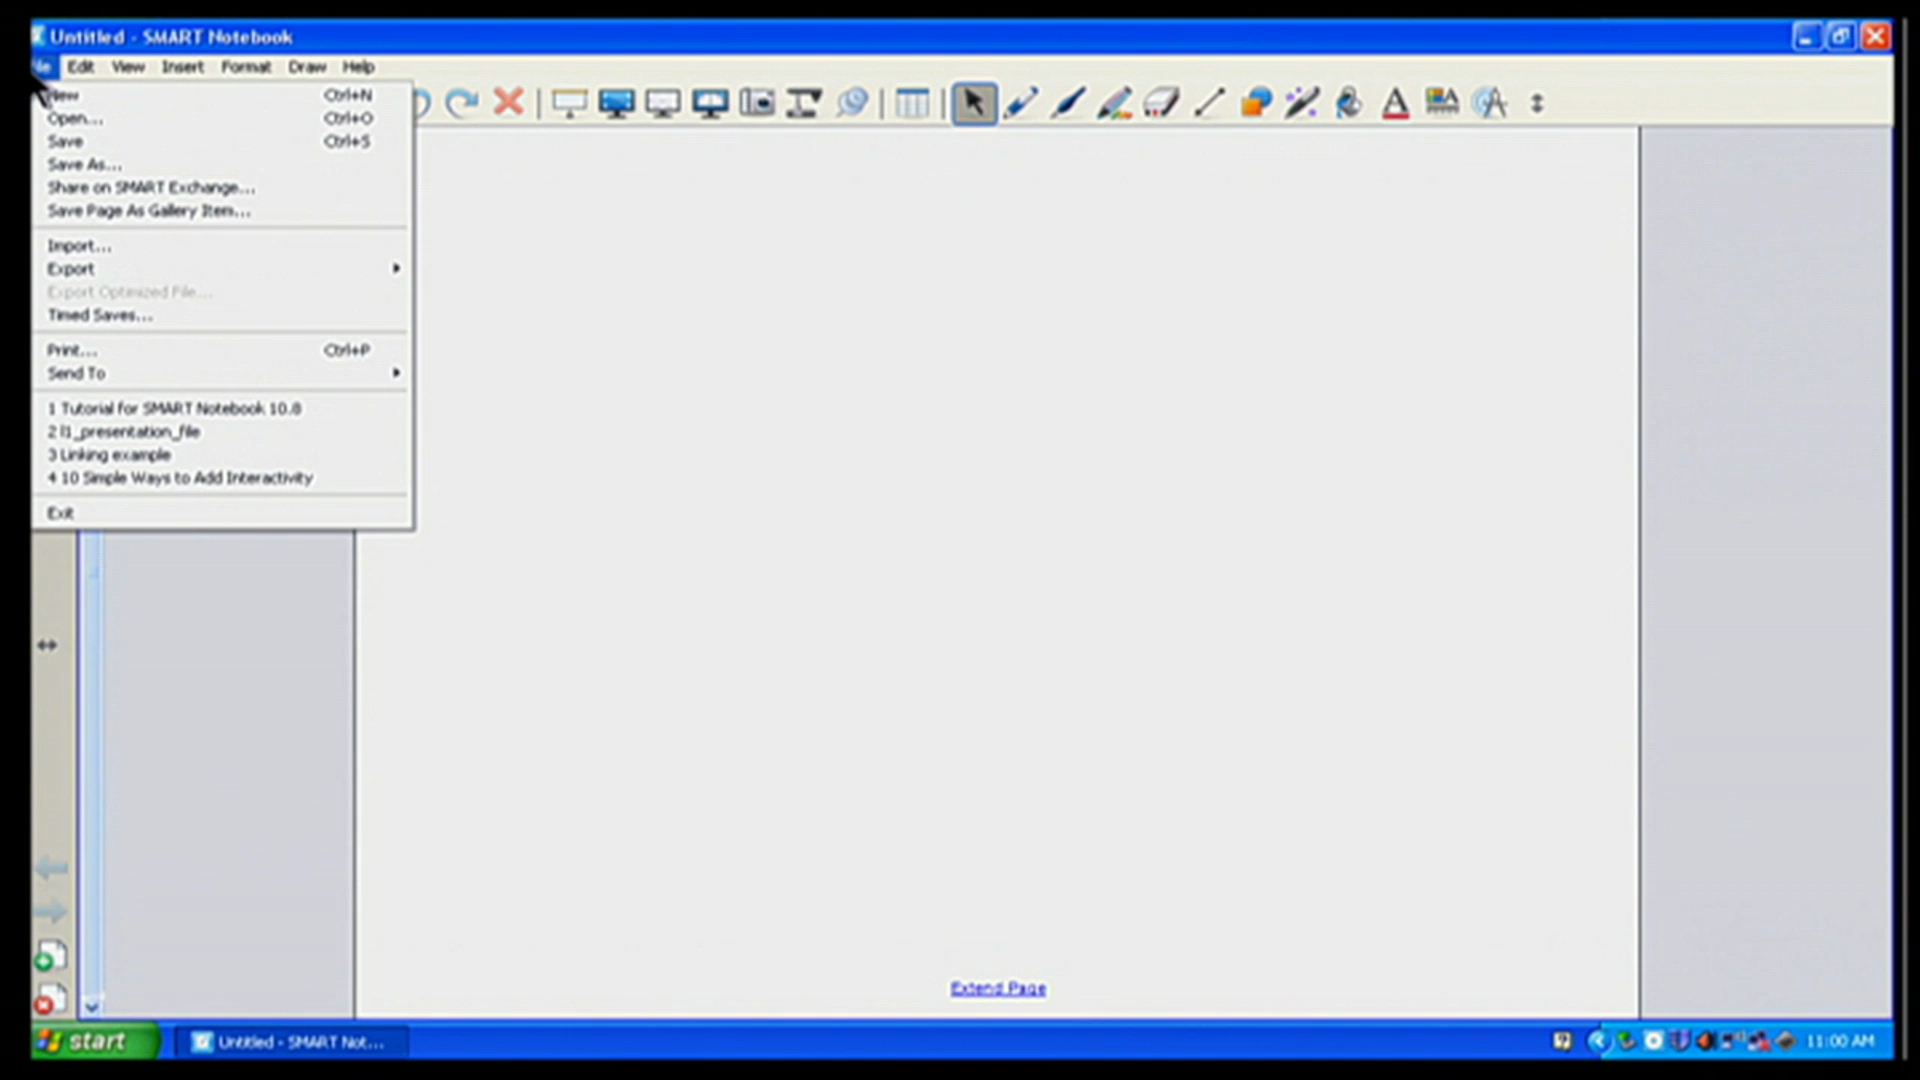 Untitled - SMART Notebook
File Edit View Insert Format Draw Help
New Ctrl+N
Open... Ctrl+O
Save Ctrl+S
Save As...
Share on SMART Exchange...
Save Page As Gallery Item...
Import...
Export
Export Optimized File...
Timed Saves...
Print... Ctrl+P
Send To
1 Tutorial for SMART Notebook 10.8
2 l1_presentation_file
3 Linking example
4 10 Simple Ways to Add Interactivity
Exit
Extend Page
start
Untitled - SMART Not...
11:00 AM